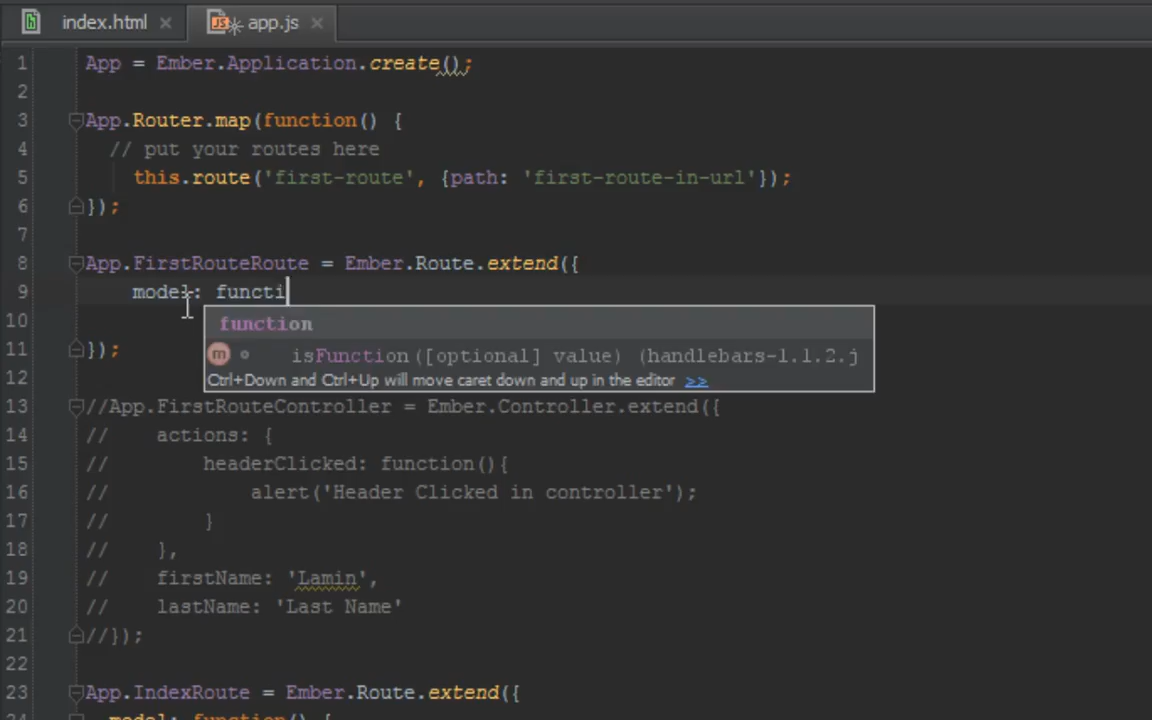 index.html
app.js
1 App = Ember.Application.create();
2
3 App.Router.map(function() {
4 // put your routes here
5 this.route('first-route', {path: 'first-route-in-url'});
6 });
7
8 App.FirstRouteRoute = Ember.Route.extend({
9 model: functi
function
10
m isFunction([optional] value) (handlebars-1.1.2.j
11 });
Ctrl+Down and Ctrl+Up will move caret down and up in the editor >>
12
13 //App.FirstRouteController = Ember.Controller.extend({
14 // actions: {
15 // headerClicked: function(){
16 // alert('Header Clicked in controller');
17 // }
18 // },
19 // firstName: 'Lamin',
20 // lastName: 'Last Name'
21 //});
22
23 App.IndexRoute = Ember.Route.extend({
24 model: function() {